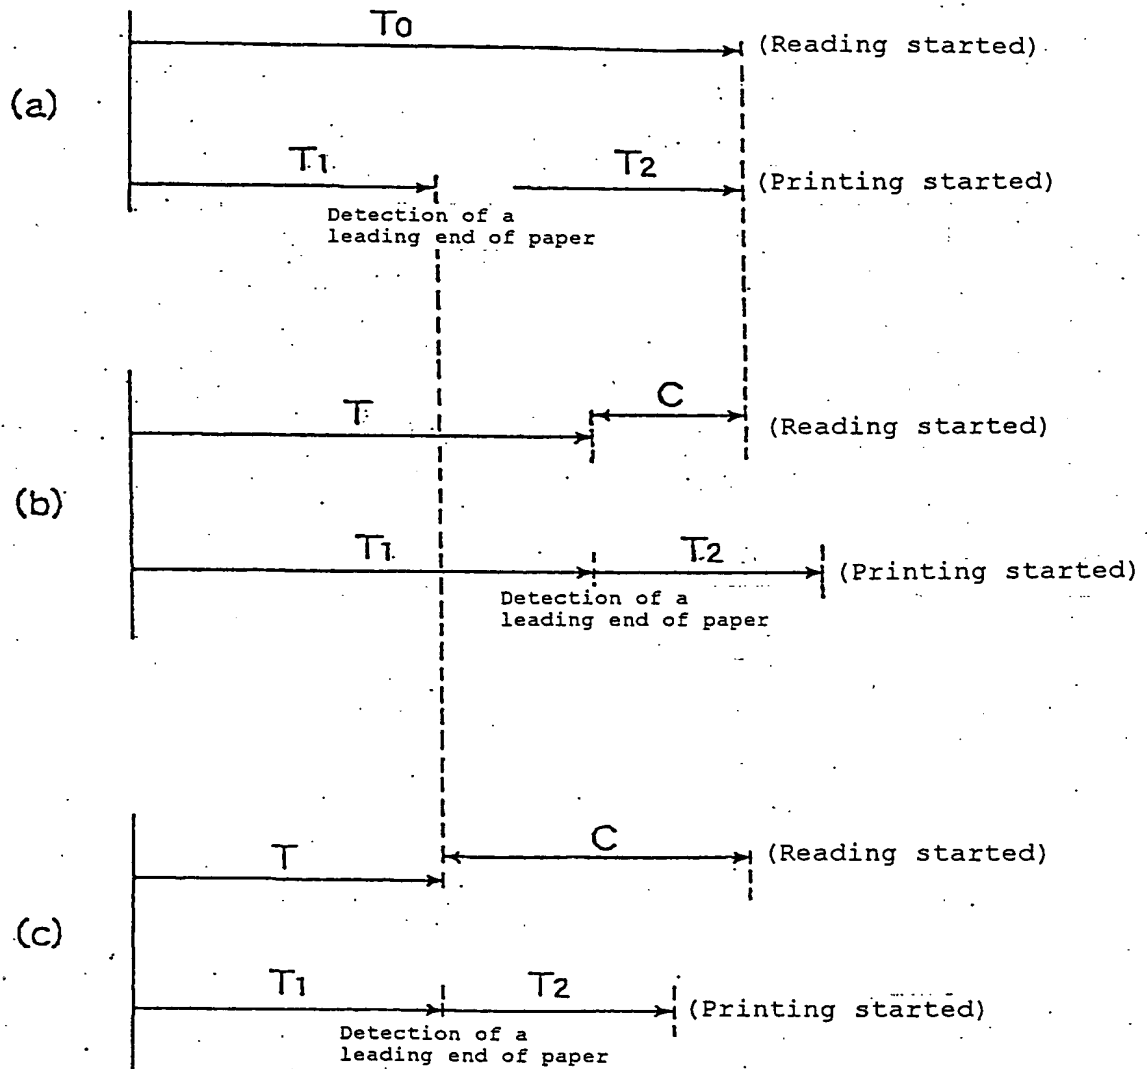 T0
(Reading started)
(a)
T1
T2
(Printing started)
Detection of a
leading end of paper
T
C
(Reading started)
(b)
T1
T2
(Printing started)
Detection of a
leading end of paper
T
C
(Reading started)
(c)
T1
T2
(Printing started)
Detection of a
leading end of paper